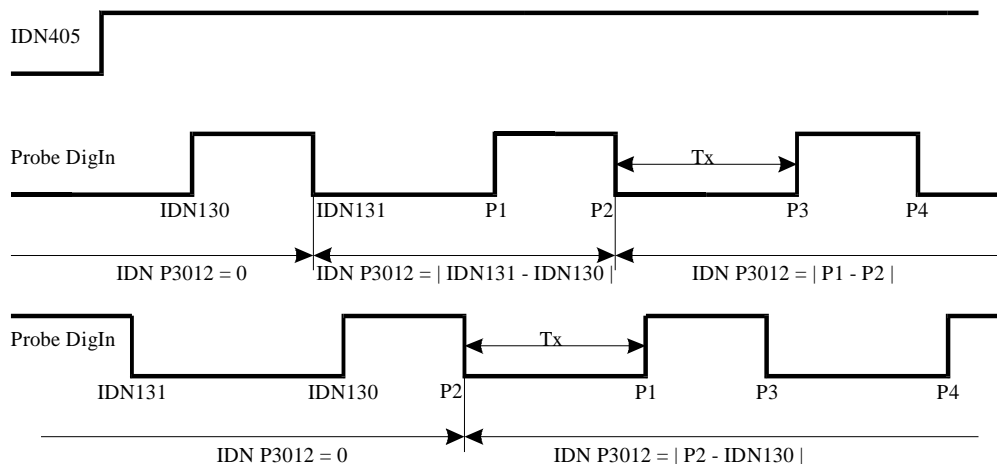 IDN405
Probe DigIn
Tx
IDN130 IDN131 P1 P2 P3 P4
IDN P3012 = 0 IDN P3012 = | IDN131 - IDN130 | IDN P3012 = | P1 - P2 |
Probe DigIn
Tx
IDN131 IDN130 P2 P1 P3 P4
IDN P3012 = 0 IDN P3012 = | P2 - IDN130 |